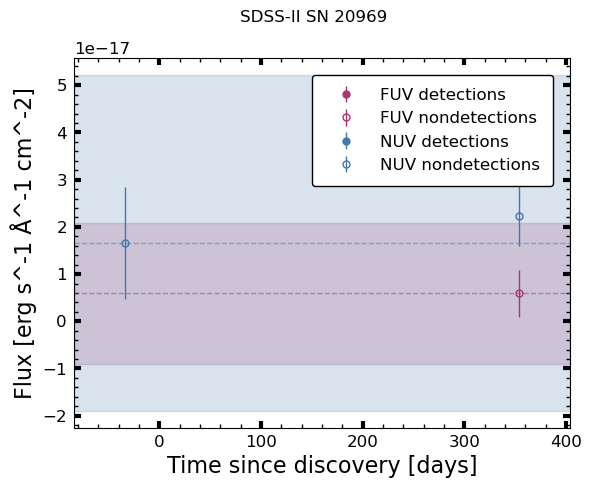 SDSS-II SN 20969
1e−17
FUV detections
FUV nondetections
NUV detections
NUV nondetections
5
4
3
2
1
0
−1
−2
Flux [erg s^-1 Å^-1 cm^-2]
0 100 200 300 400
Time since discovery [days]